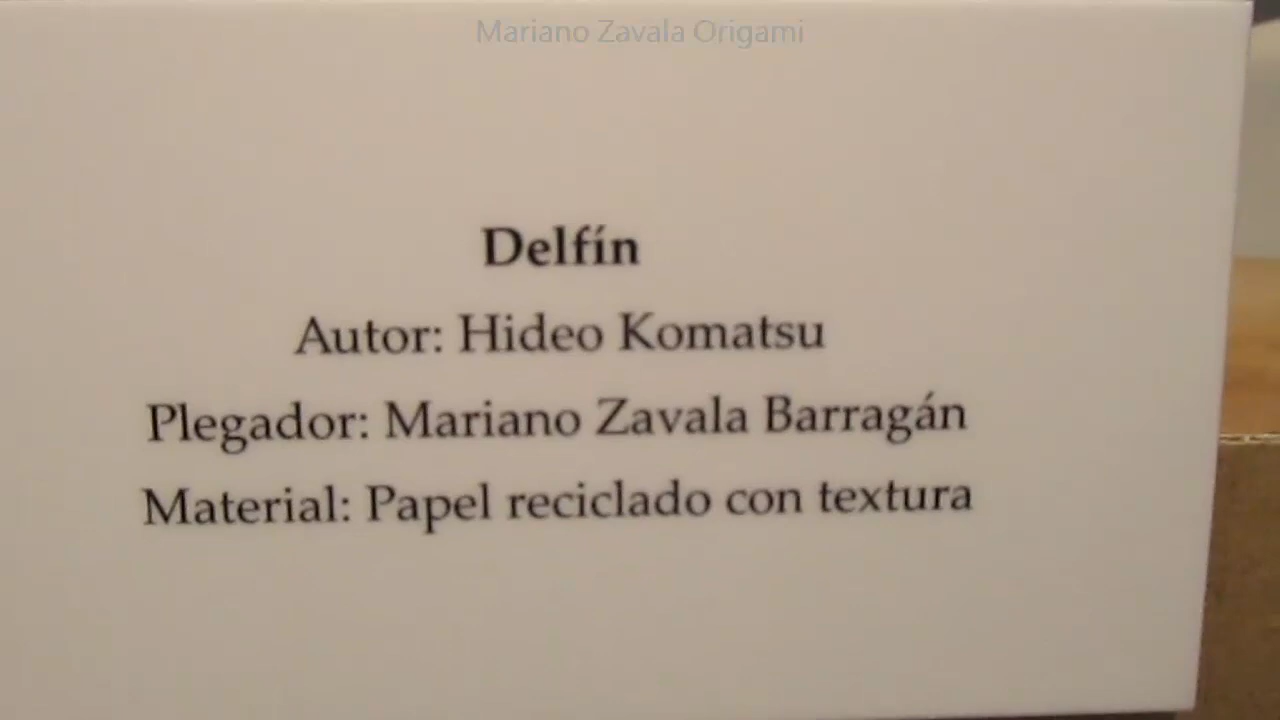 Mariano Zavala Origami
Delfín
Autor: Hideo Komatsu
Plegador: Mariano Zavala Barragán
Material: Papel reciclado con textura